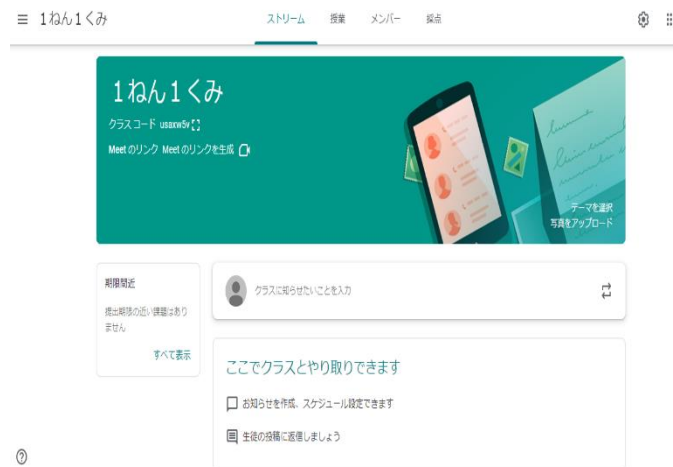 1ねん1くみ
ストリーム 授業 メンバー 採点
1ねん1くみ
クラス コード usaxw5v
Meet のリンク Meet のリンクを生成
テーマを選択
写真をアップロード
期限間近
提出期限の近い課題はあり
ません
すべて表示
クラスに知らせたいことを入力
ここでクラスとやり取りできます
お知らせを作成、スケジュール設定できます
生徒の投稿に返信しましょう